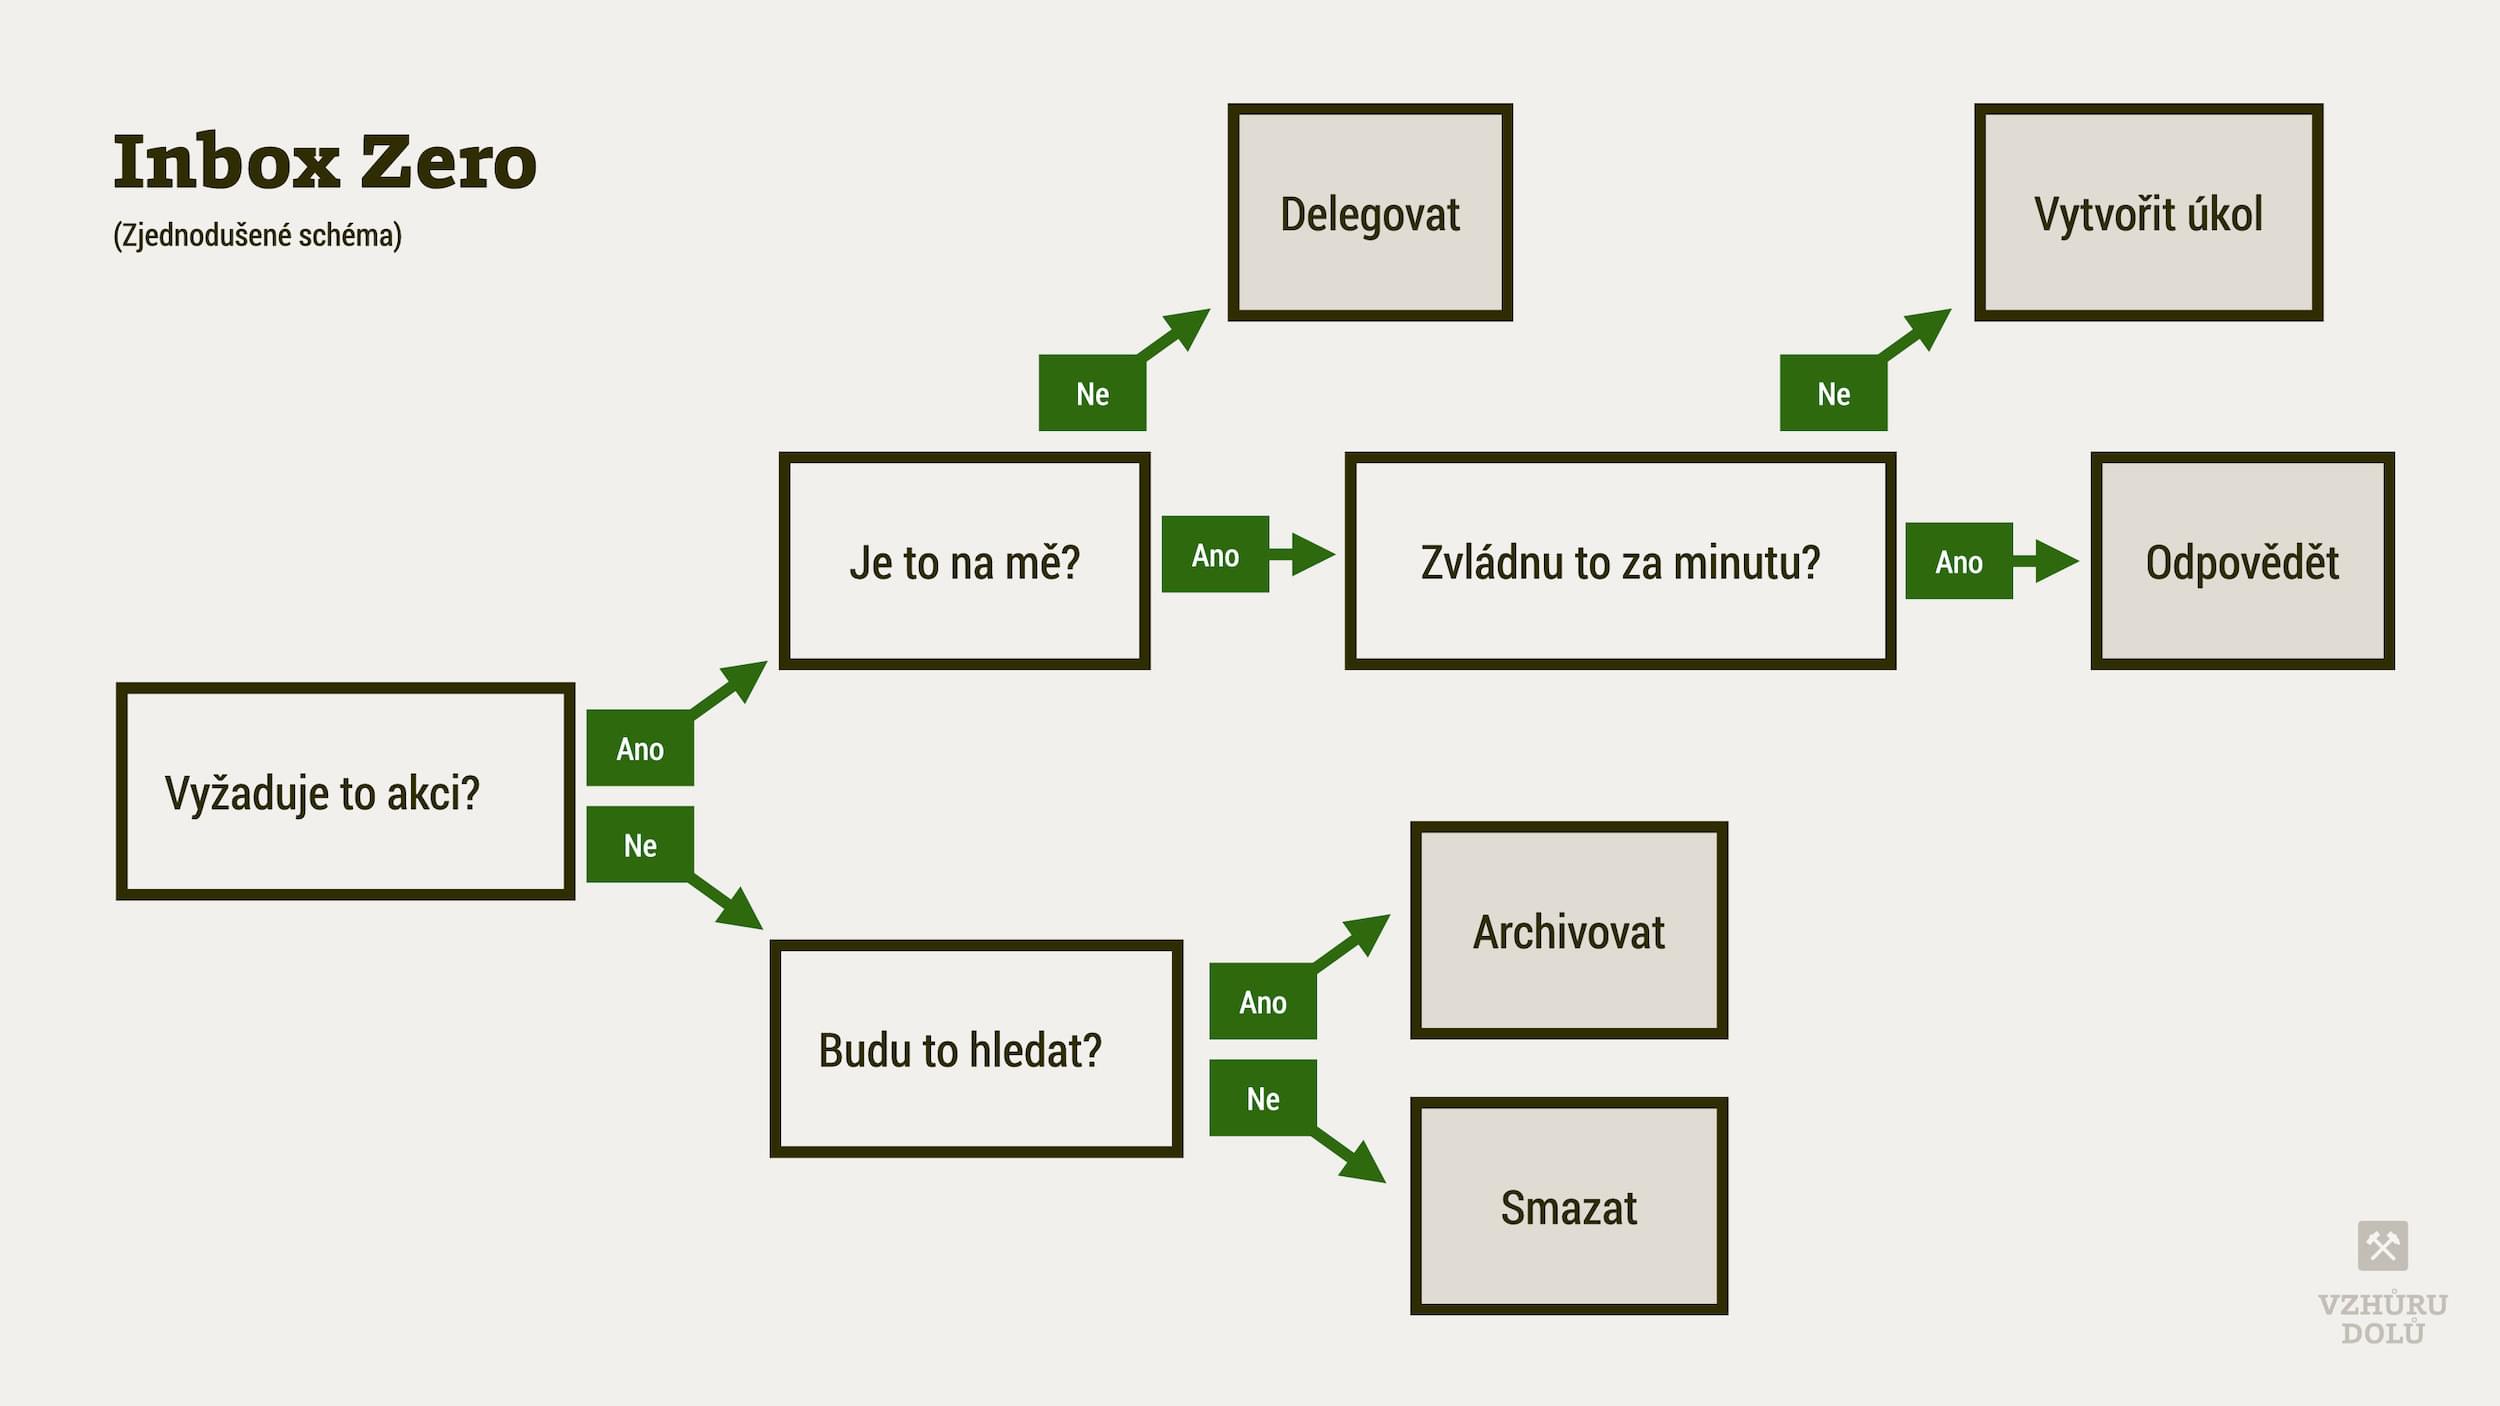 Inbox Zero
(Zjednodušené schéma)
Delegovat
Vytvořit úkol
Ne
Ne
Je to na mě?
Ano
Zvládnu to za minutu?
Ano
Odpovědět
Vyžaduje to akci?
Ano
Ne
Budu to hledat?
Ano
Ne
Archivovat
Smazat
VZHŮRU
DOLŮ